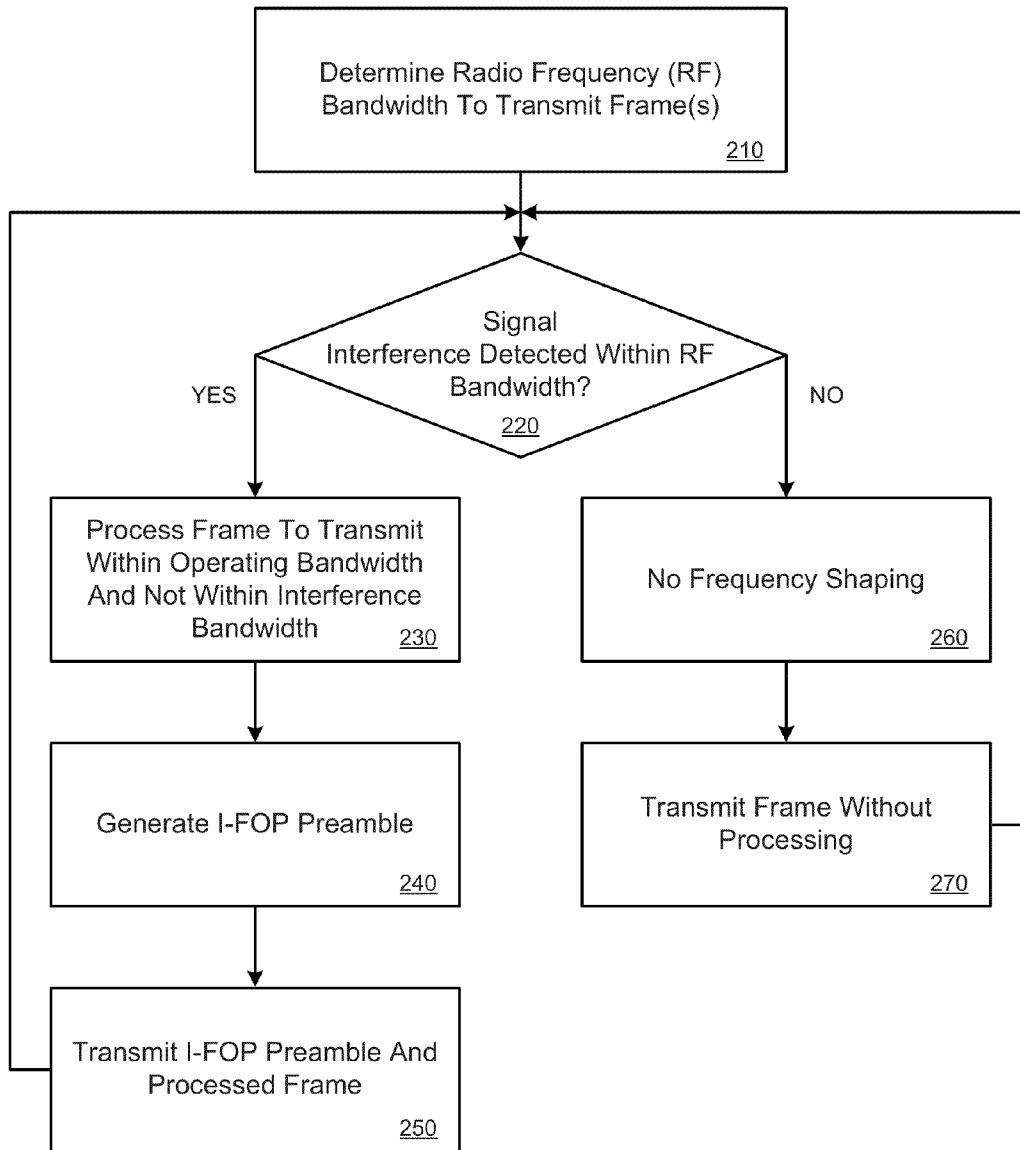 Determine Radio Frequency (RF)
Bandwidth To Transmit Frame(s)
210
Signal
Interference Detected Within RF
Bandwidth?
220
YES
NO
Process Frame To Transmit
Within Operating Bandwidth
And Not Within Interference
Bandwidth
230
No Frequency Shaping
260
Generate I-FOP Preamble
240
Transmit Frame Without
Processing
270
Transmit I-FOP Preamble And
Processed Frame
250